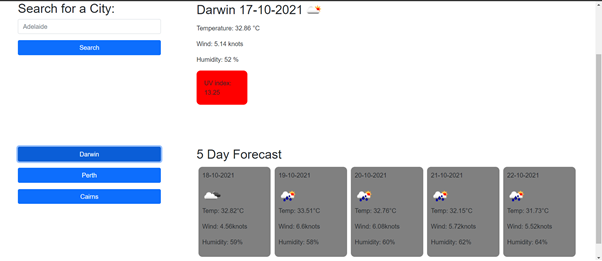 Search for a City:
Adelaide
Search
Darwin
Perth
Cairns
Darwin 17-10-2021
Temperature: 32.86 °C
Wind: 5.14 knots
Humidity: 52 %
UV Index:
13.23
5 Day Forecast
18-10-2021
Temp: 32.82°C
Wind: 4.56knots
Humidity: 59%
19-10-2021
Temp: 33.51°C
Wind: 6.6knots
Humidity: 58%
20-10-2021
Temp: 32.76°C
Wind: 6.08knots
Humidity: 60%
21-10-2021
Temp: 32.15°C
Wind: 5.72knots
Humidity: 62%
22-10-2021
Temp: 31.73°C
Wind: 5.52knots
Humidity: 64%